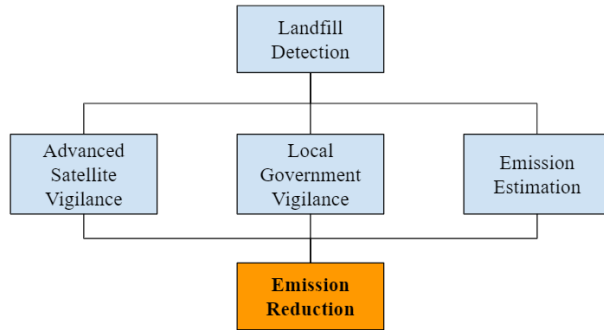 Landfill
Detection
Advanced
Satellite
Vigilance
Local
Government
Vigilance
Emission
Estimation
Emission
Reduction